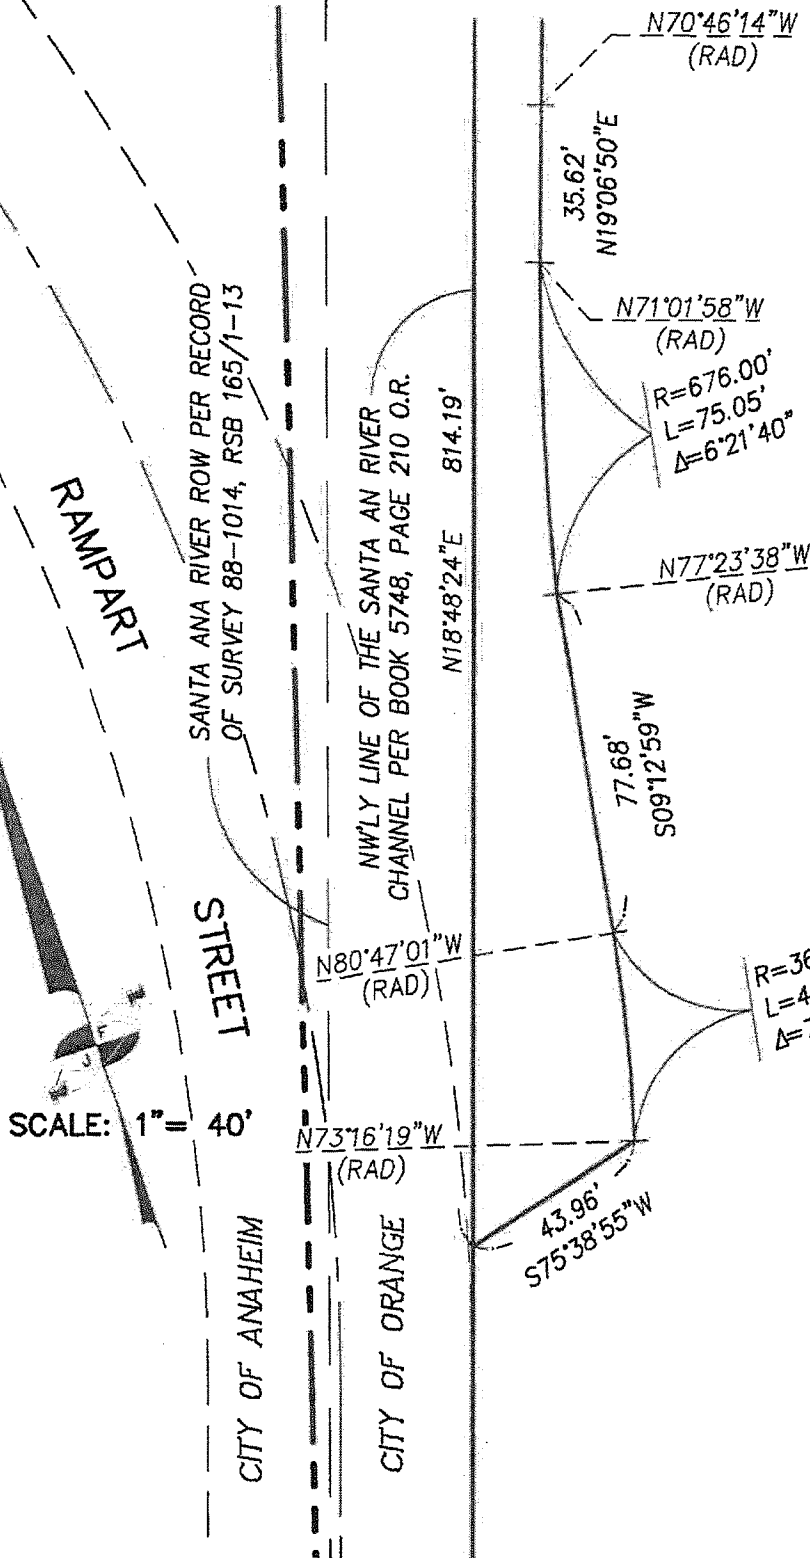 N70°46'14"W
(RAD)
35.62'
N19°06'50"E
N71°01'58"W
(RAD)
R=676.00'
L=75.05'
Δ=6°21'40"
SANTA ANA RIVER ROW PER RECORD
OF SURVEY 88-1014, RSB 165/1-13
NW'LY LINE OF THE SANTA AN RIVER
CHANNEL PER BOOK 5748, PAGE 210 O.R.
N18°48'24"E 814.19'
RAMPART
STREET
N77°23'38"W
(RAD)
77.68'
S09°12'59"W
N80°47'01"W
(RAD)
R=36
L=4
Δ=
SCALE: 1"= 40'
N73°16'19"W
(RAD)
43.96'
S75°38'55"W
CITY OF ANAHEIM
CITY OF ORANGE